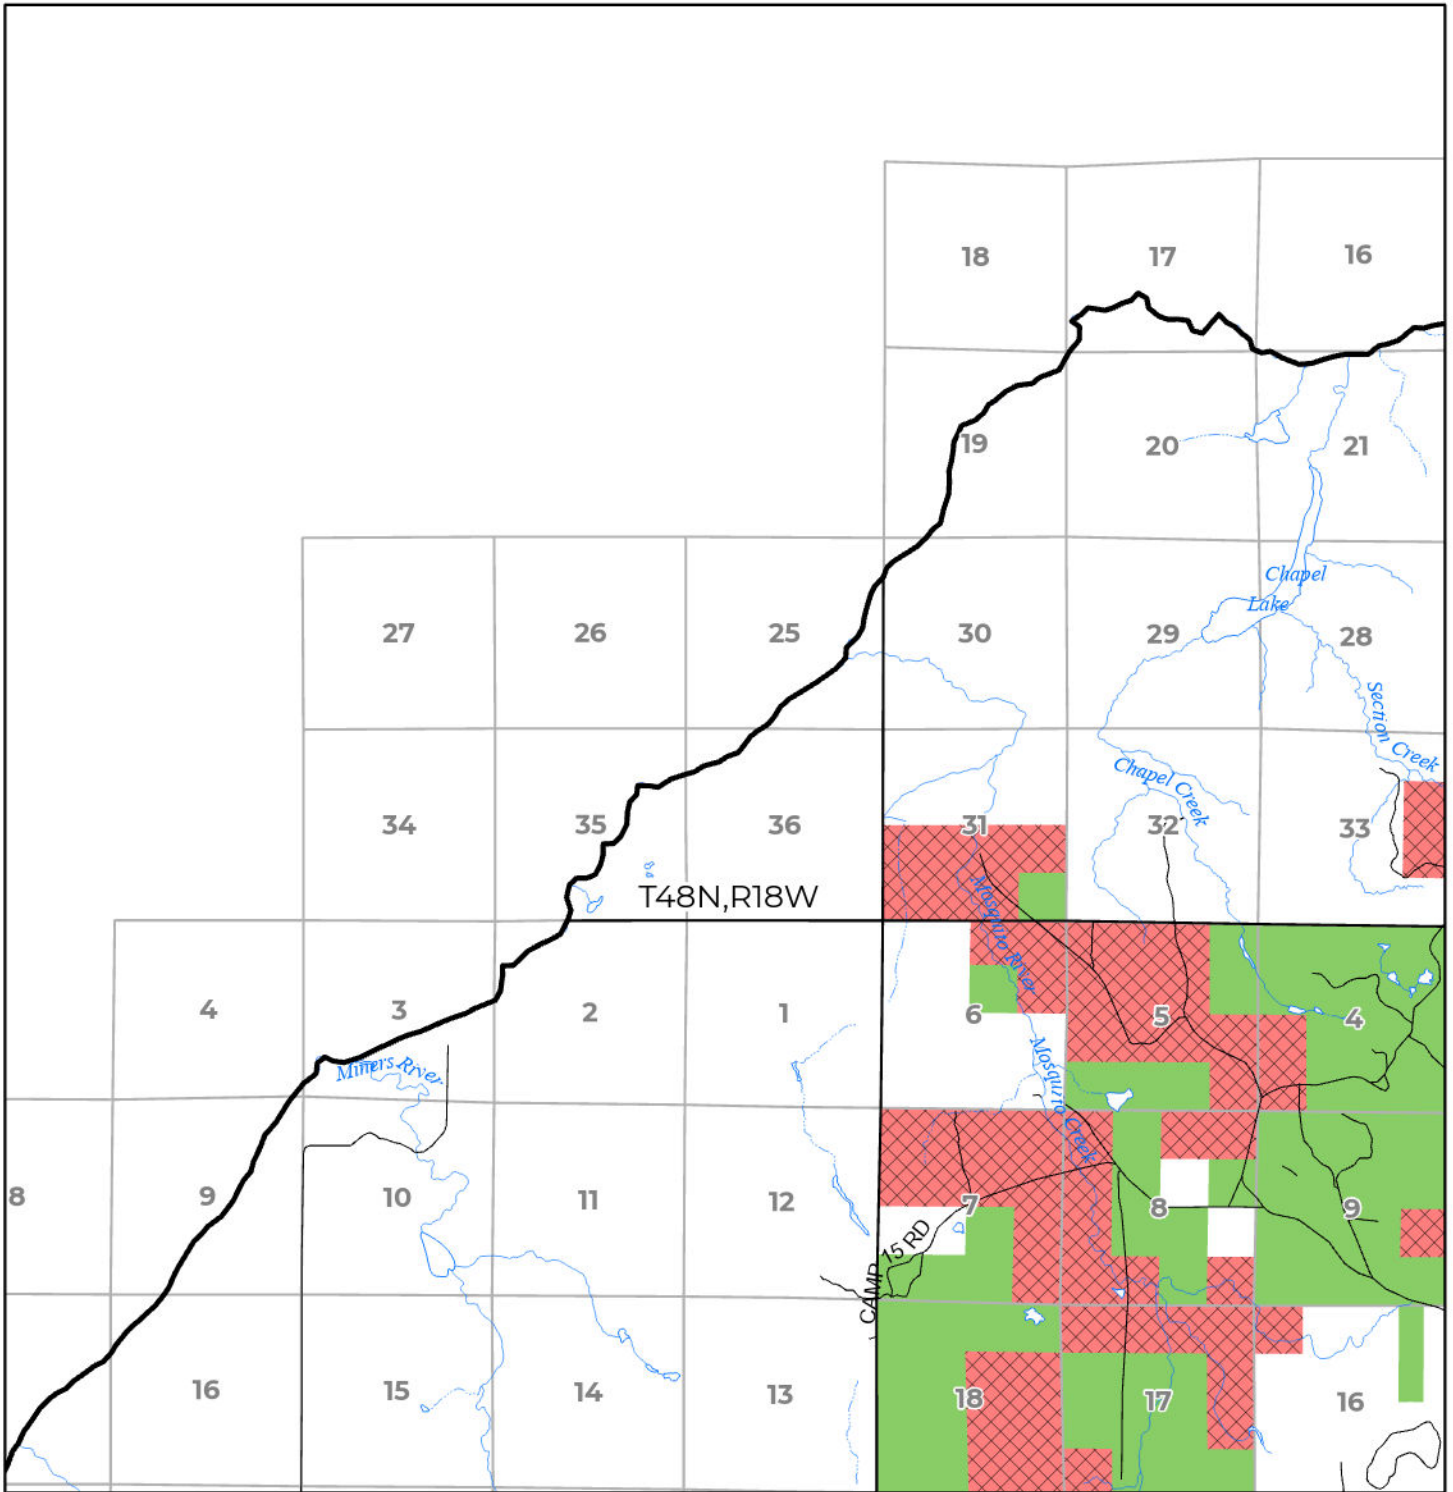 18 17 16
19 20 21
Chapel
Lake
27 26 25 30 29 28
Section Creek
Chapel Creek
34 35 36 31 32 33
T48N,R18W
Mosquito River
4 3 2 1 6 5 4
Miners River
Mosquito Creek
8 9 10 11 12 7 8 9
CAMP 15 RD
16 15 14 13 18 17 16